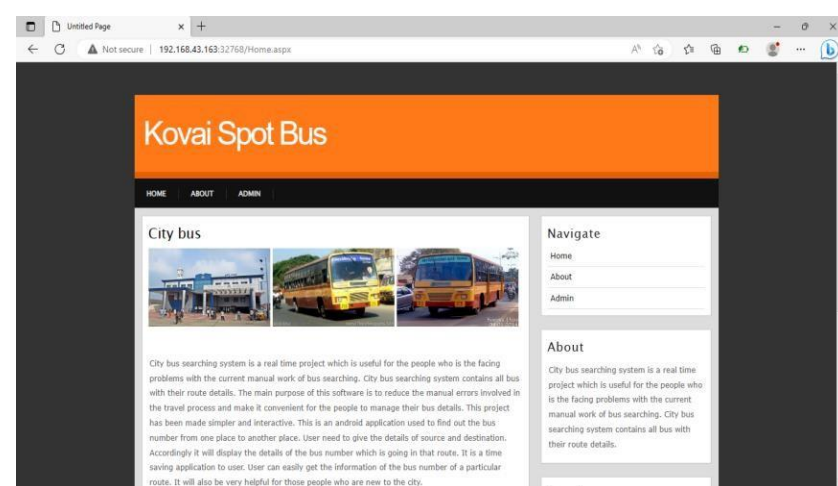 Untitled Page
Not secure | 192.168.43.163:32768/Home.aspx
Kovai Spot Bus
HOME ABOUT ADMIN
City bus
City bus searching system is a real time project which is useful for the people who is the facing
problems with the current manual work of bus searching. City bus searching system contains all bus
with their route details. The main purpose of this software is to reduce the manual errors involved in
the travel process and make it convenient for the people to manage their bus details. This project
has been made simpler and interactive. This is an android application used to find out the bus
number from one place to another place. User need to give the details of source and destination.
Accordingly it will display the details of the bus number which is going in that route. It is a time
saving application to user. User can easily get the information of the bus number of a particular
route. It will also be very helpful for those people who are new to the city.
Navigate
Home
About
Admin
About
City bus searching system is a real time
project which is useful for the people who
is the facing problems with the current
manual work of bus searching. City bus
searching system contains all bus with
their route details.